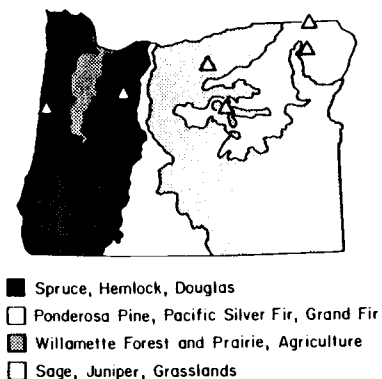 Spruce, Hemlock, Douglas
Ponderosa Pine, Pacific Silver Fir, Grand Fir
Willamette Forest and Prairie, Agriculture
Sage, Juniper, Grasslands